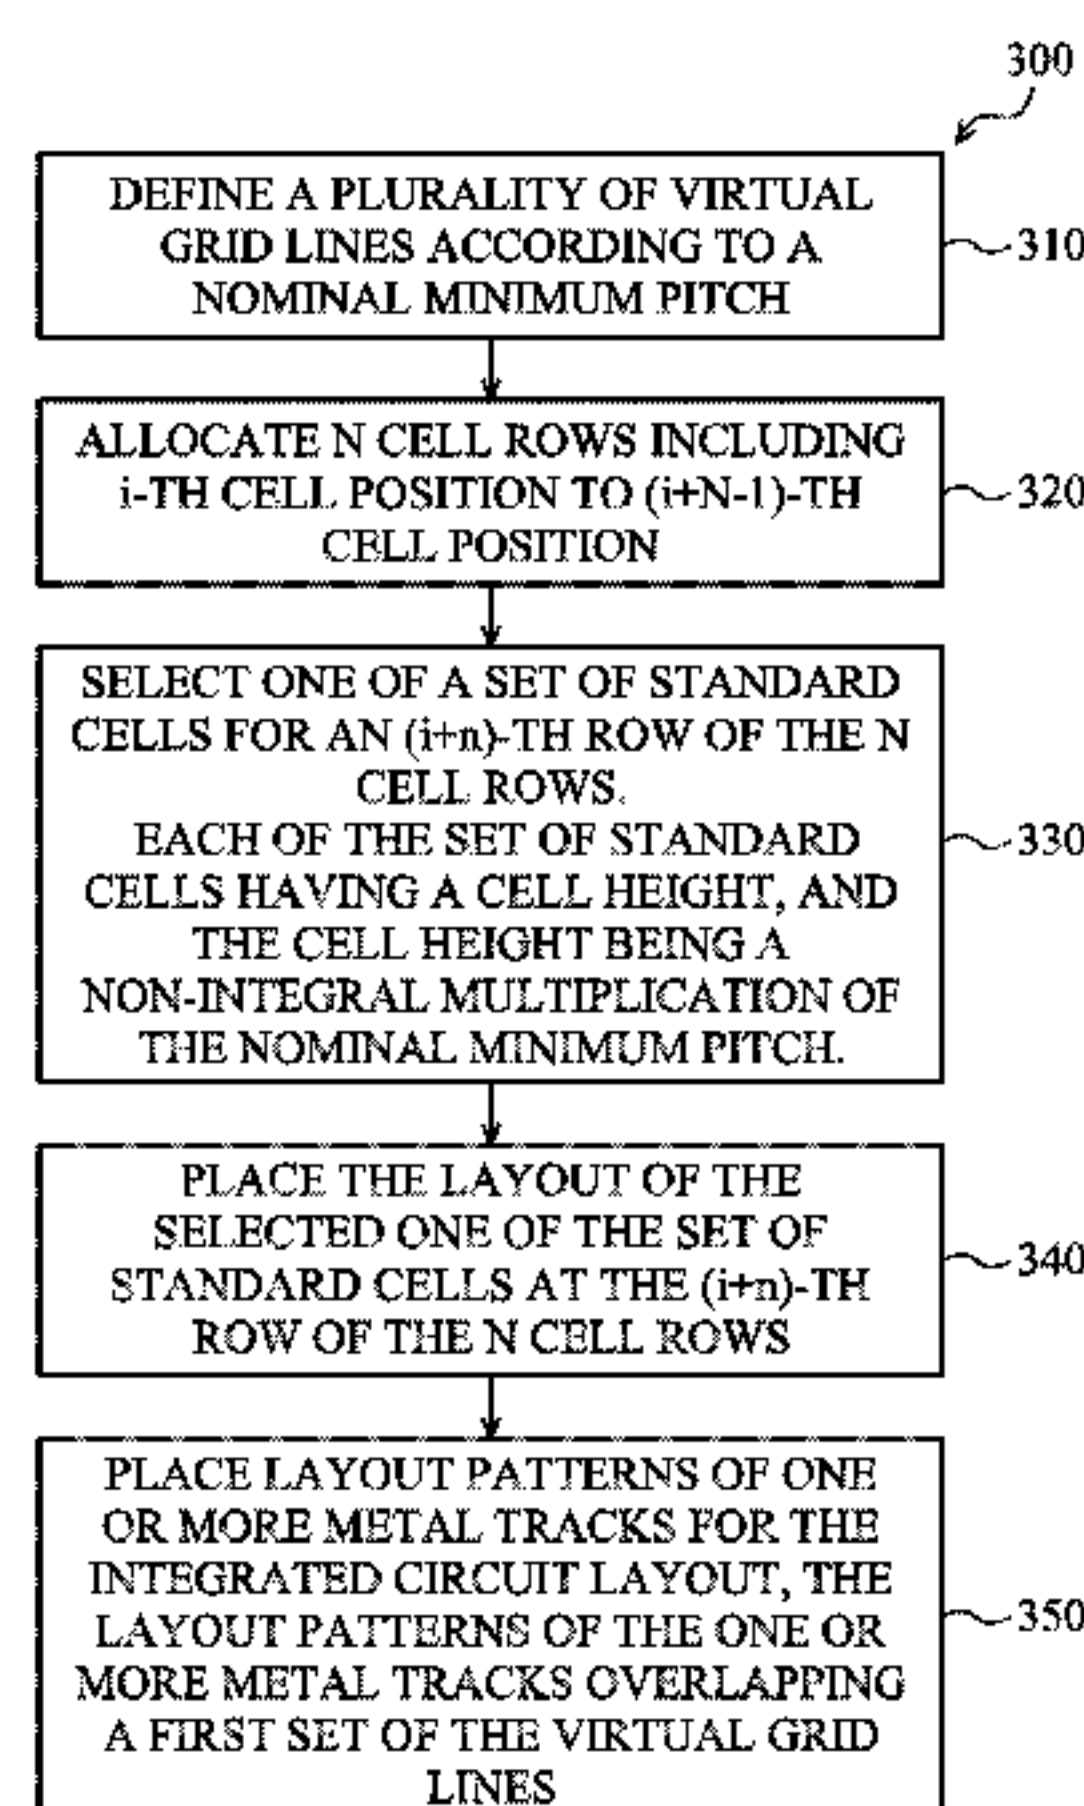 300
DEFINE A PLURALITY OF VIRTUAL
GRID LINES ACCORDING TO A
NOMINAL MINIMUM PITCH
310
ALLOCATE N CELL ROWS INCLUDING
i-TH CELL POSITION TO (i+N-1)-TH
CELL POSITION
320
SELECT ONE OF A SET OF STANDARD
CELLS FOR AN (i+n)-TH ROW OF THE N
CELL ROWS.
EACH OF THE SET OF STANDARD
CELLS HAVING A CELL HEIGHT, AND
THE CELL HEIGHT BEING A
NON-INTEGRAL MULTIPLICATION OF
THE NOMINAL MINIMUM PITCH.
330
PLACE THE LAYOUT OF THE
SELECTED ONE OF THE SET OF
STANDARD CELLS AT THE (i+n)-TH
ROW OF THE N CELL ROWS
340
PLACE LAYOUT PATTERNS OF ONE
OR MORE METAL TRACKS FOR THE
INTEGRATED CIRCUIT LAYOUT, THE
LAYOUT PATTERNS OF THE ONE OR
MORE METAL TRACKS OVERLAPPING
A FIRST SET OF THE VIRTUAL GRID
LINES
350